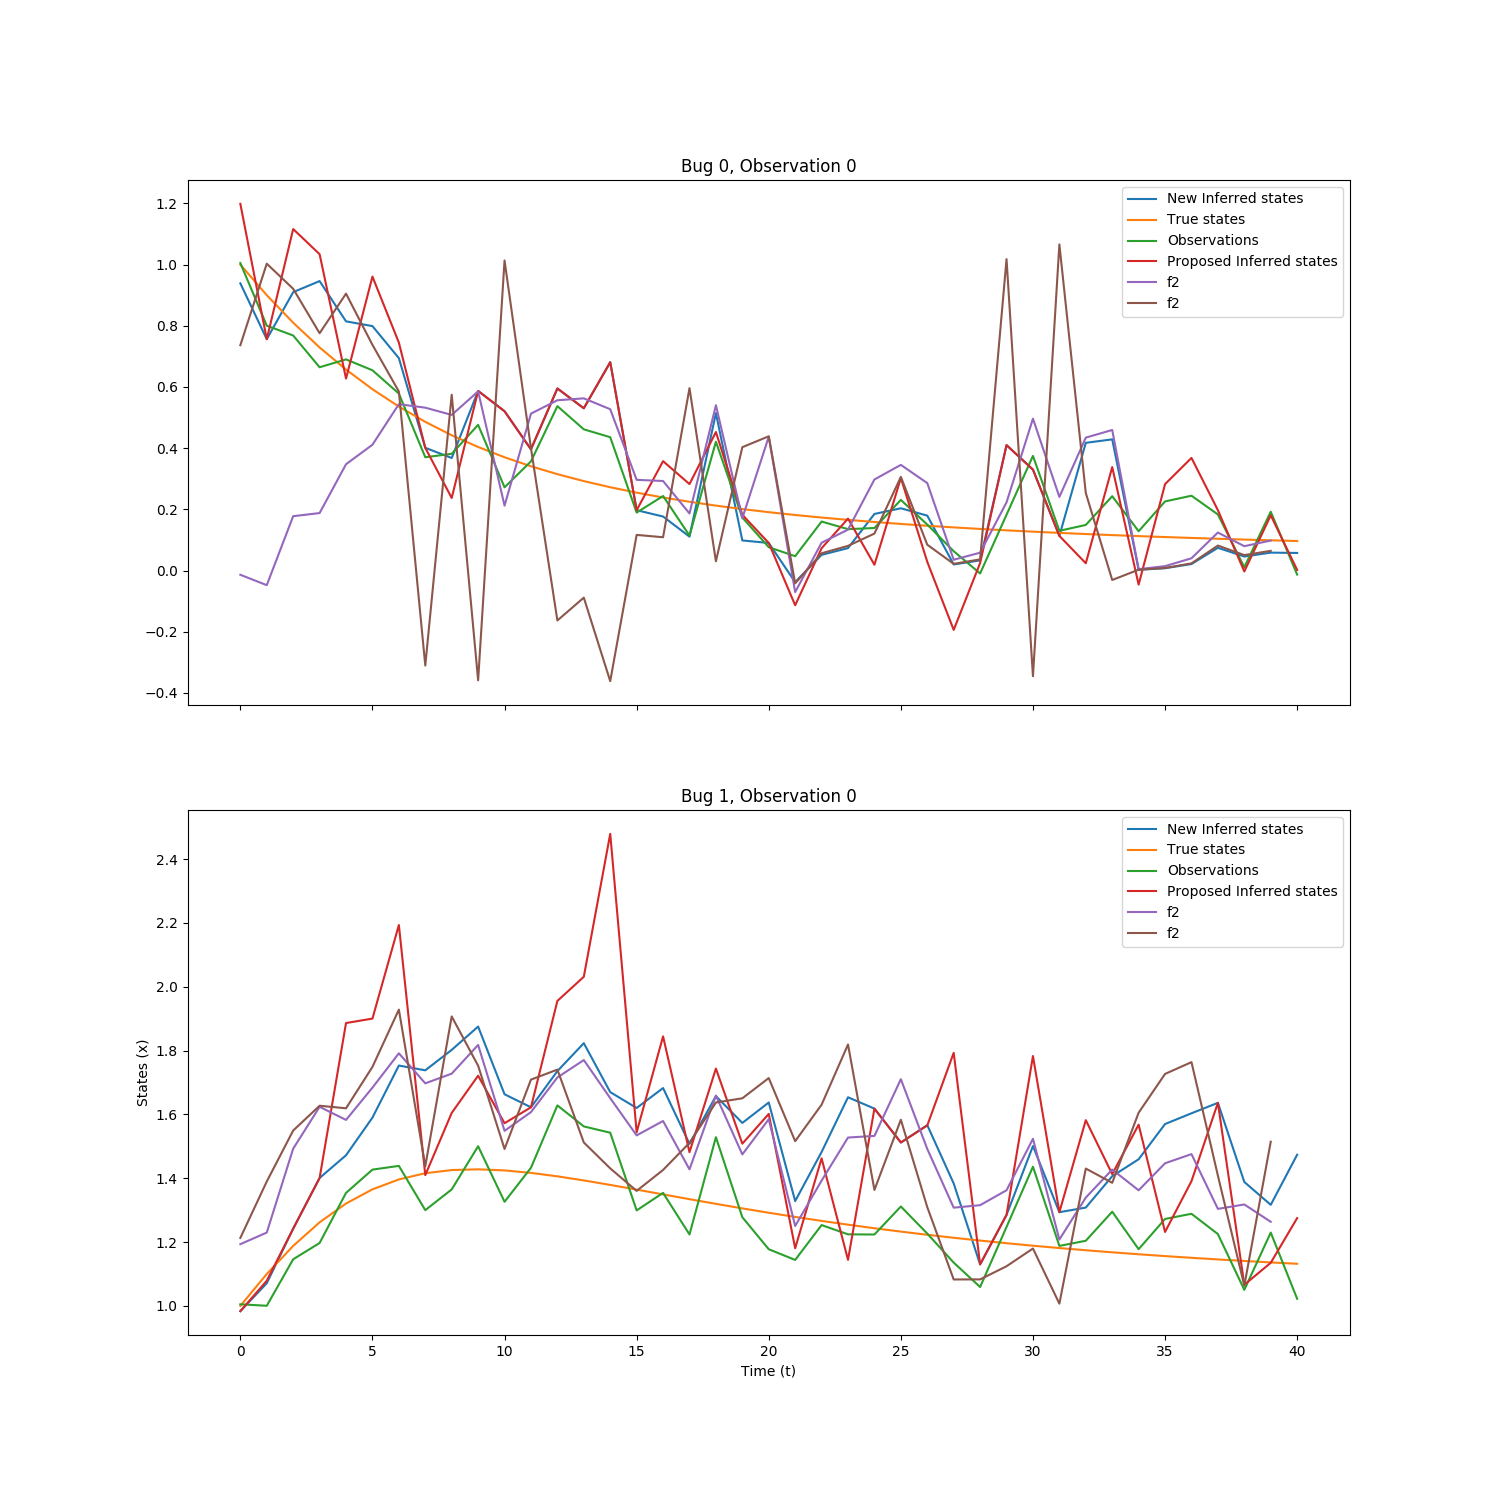 Bug 0, Observation 0
1.2
1.0
0.8
0.6
0.4
0.2
0.0
−0.2
−0.4
New Inferred states
True states
Observations
Proposed Inferred states
f2
f2
Bug 1, Observation 0
States (x)
2.4
2.2
2.0
1.8
1.6
1.4
1.2
1.0
New Inferred states
True states
Observations
Proposed Inferred states
f2
f2
0 5 10 15 20 25 30 35 40
Time (t)